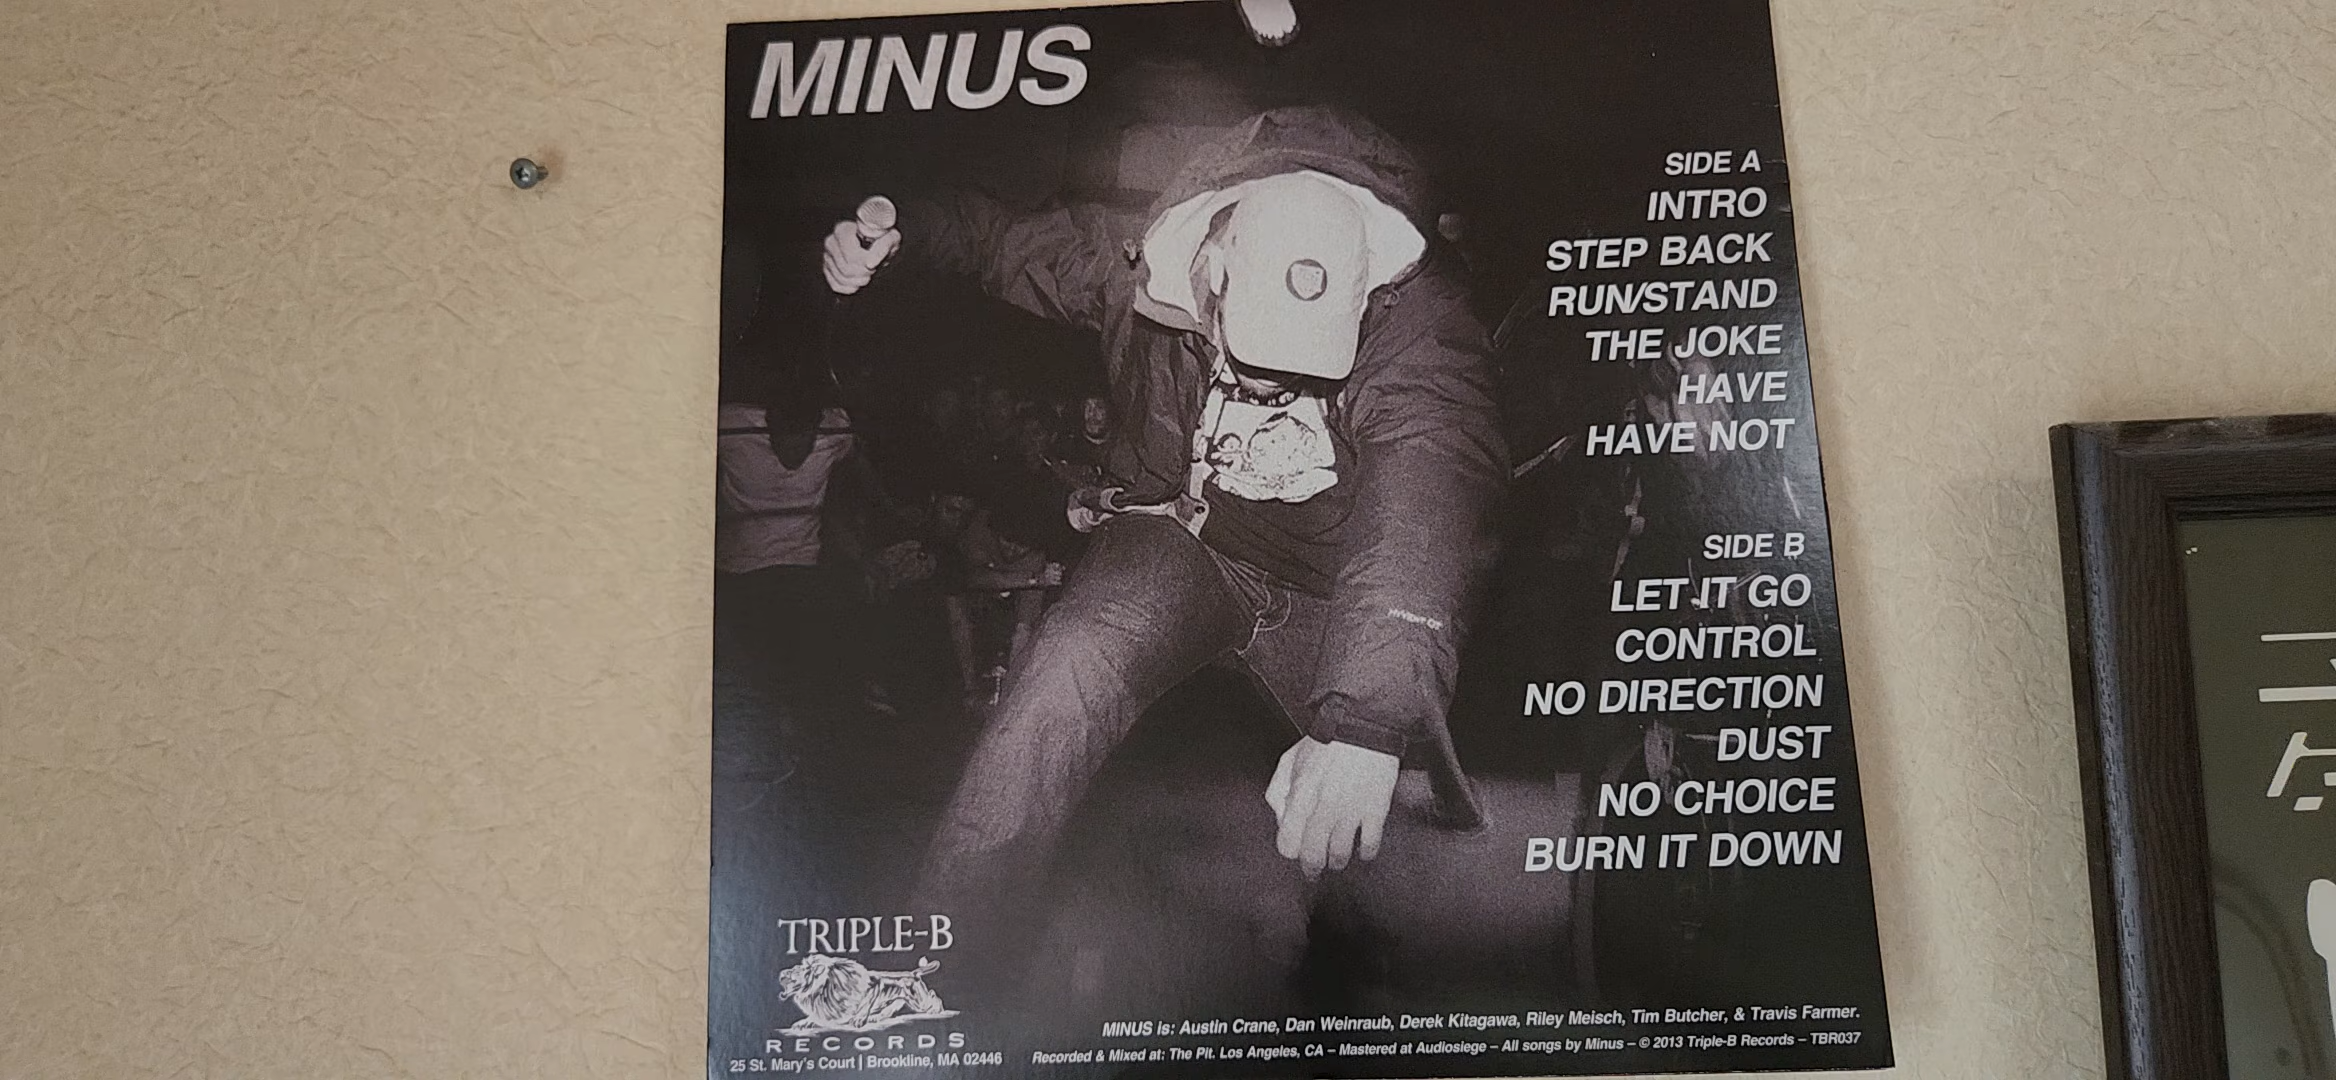 MINUS
SIDE A
INTRO
STEP BACK
RUN/STAND
THE JOKE
HAVE
HAVE NOT
SIDE B
LET IT GO
CONTROL
NO DIRECTION
DUST
NO CHOICE
BURN IT DOWN
TRIPLE-B
RECORDS
25 St. Mary's Court | Brookline, MA 02446
MINUS is: Austin Crane, Dan Weinraub, Derek Kitagawa, Riley Meisch, Tim Butcher, & Travis Farmer.
Recorded & Mixed at: The Pit. Los Angeles, CA – Mastered at Audiosiege – All songs by Minus – © 2013 Triple-B Records – TBR037